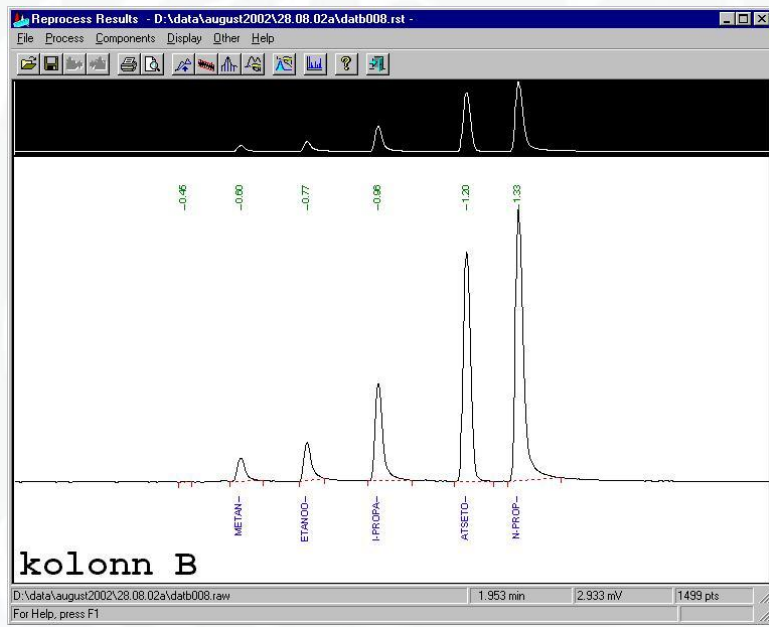 Reprocess Results - D:\data\august2002\28.08.02a\datb008.rst -
File Process Components Display Other Help
-0.46 -0.60 -0.77 -0.96 -1.20 -1.33
METAN- ETANOO- I-PROPA- ATSETO- N-PROP-
kolonn B
D:\data\august2002\28.08.02a\datb008.raw 1.953 min 2.933 mV 1499 pts
For Help, press F1